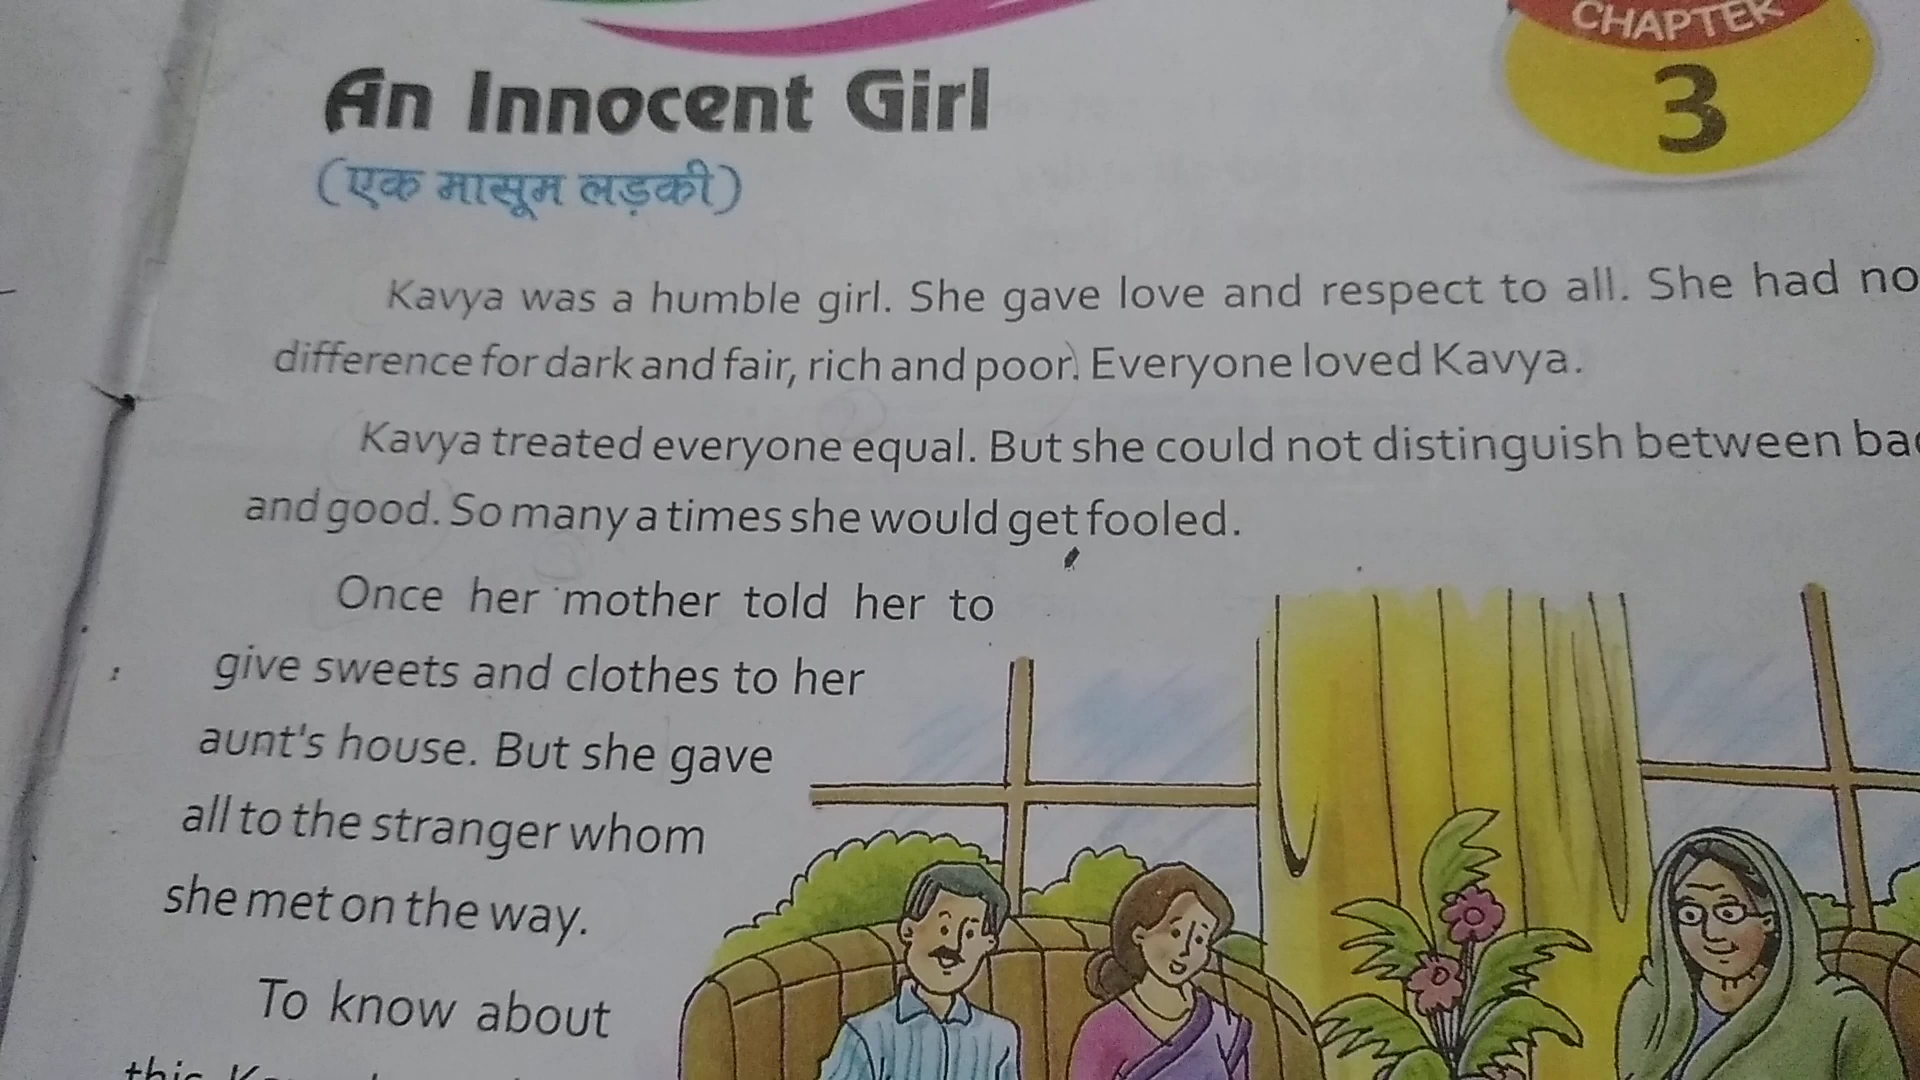 CHAPTER
3
An Innocent Girl
(एक मासूम लड़की)
Kavya was a humble girl. She gave love and respect to all. She had no
difference for dark and fair, rich and poor. Everyone loved Kavya.
Kavya treated everyone equal. But she could not distinguish between
and good. So many a times she would get fooled.
Once her mother told her to
give sweets and clothes to her
aunt's house. But she gave
all to the stranger whom
she met on the way.
To know about
this